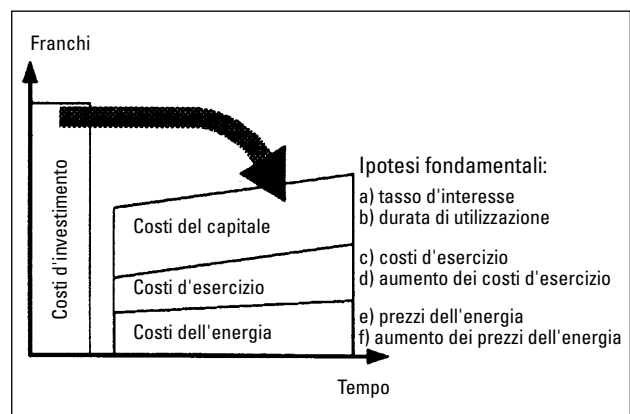 Franchi
Costi d'investimento
Costi del capitale
Costi d'esercizio
Costi dell'energia
Tempo
Ipotesi fondamentali:
a) tasso d'interesse
b) durata di utilizzazione
c) costi d'esercizio
d) aumento dei costi d'esercizio
e) prezzi dell'energia
f) aumento dei prezzi dell'energia